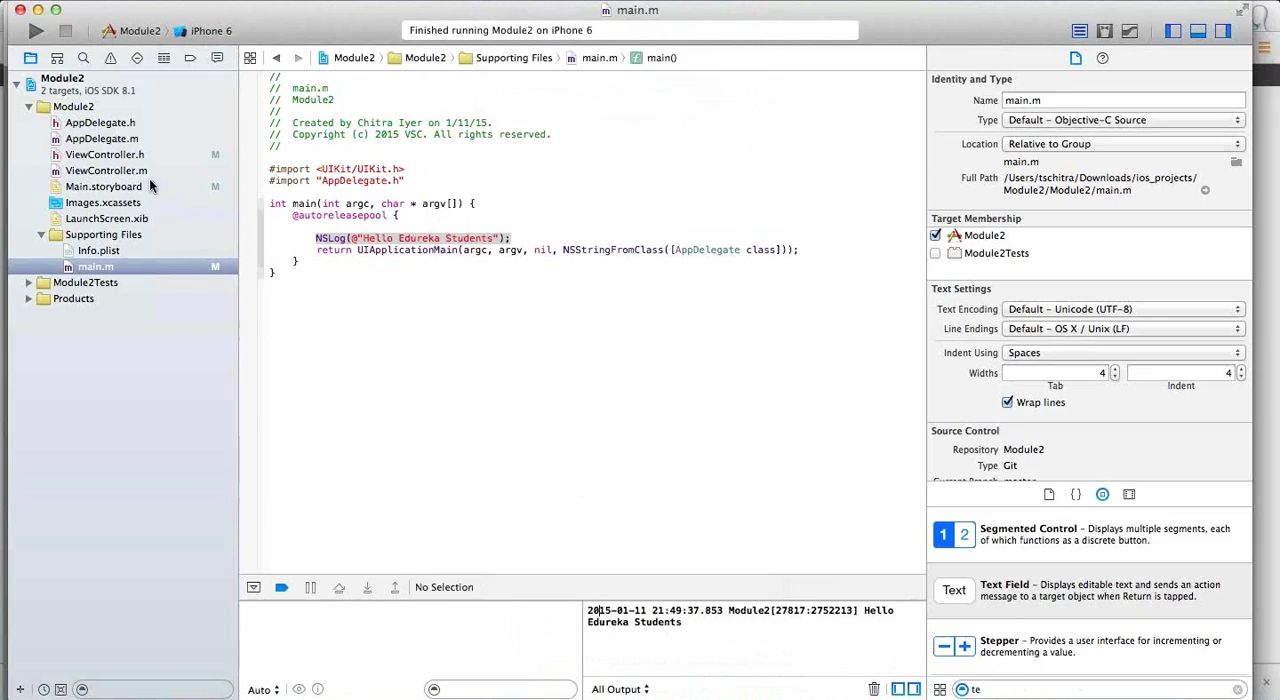 main.m
Module2 iPhone 6
Finished running Module2 on iPhone 6
Module2 Module2 Supporting Files main.m main()
Module2
2 targets, iOS SDK 8.1
Module2
AppDelegate.h
AppDelegate.m
ViewController.h M
ViewController.m
Main.storyboard M
Images.xcassets
LaunchScreen.xib
Supporting Files
Info.plist
main.m M
Module2Tests
Products
//
// main.m
// Module2
//
// Created by Chitra Iyer on 1/11/15.
// Copyright (c) 2015 VSC. All rights reserved.
//
#import <UIKit/UIKit.h>
#import "AppDelegate.h"
int main(int argc, char * argv[]) {
@autoreleasepool {
NSLog(@"Hello Edureka Students");
return UIApplicationMain(argc, argv, nil, NSStringFromClass([AppDelegate class]));
}
}
No Selection
2015-01-11 21:49:37.853 Module2[27817:2752213] Hello
Edureka Students
Auto
All Output
Identity and Type
Name main.m
Type Default - Objective-C Source
Location Relative to Group
main.m
Full Path /Users/tschitra/Downloads/ios_projects/
Module2/Module2/main.m
Target Membership
Module2
Module2Tests
Text Settings
Text Encoding Default - Unicode (UTF-8)
Line Endings Default - OS X / Unix (LF)
Indent Using Spaces
Widths 4 4
Tab Indent
Wrap lines
Source Control
Repository Module2
Type Git
{}
1 2 Segmented Control - Displays multiple segments, each
of which functions as a discrete button.
Text Text Field - Displays editable text and sends an action
message to a target object when Return is tapped.
Stepper - Provides a user interface for incrementing or
decrementing a value.
te